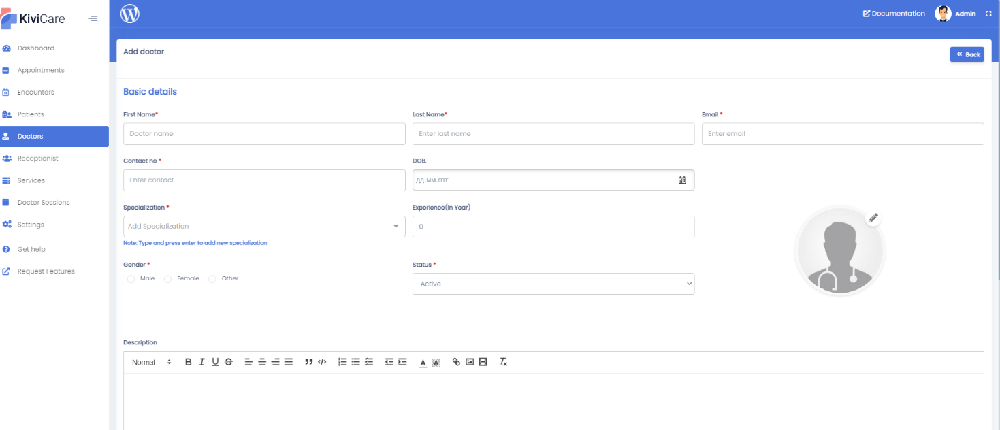 KiviCare
Documentation
Admin
Dashboard
Appointments
Encounters
Patients
Doctors
Receptionist
Services
Doctor Sessions
Settings
Get help
Request Features
Add doctor
Back
Basic details
First Name*
Last Name*
Email *
Doctor name
Enter last name
Enter email
Contact no *
DOB.
Enter contact
дд.мм.гггг
Specialization *
Experience(In Year)
Add Specialization
0
Note: Type and press enter to add new specialization
Gender *
Status *
Male
Female
Other
Active
Description
Normal